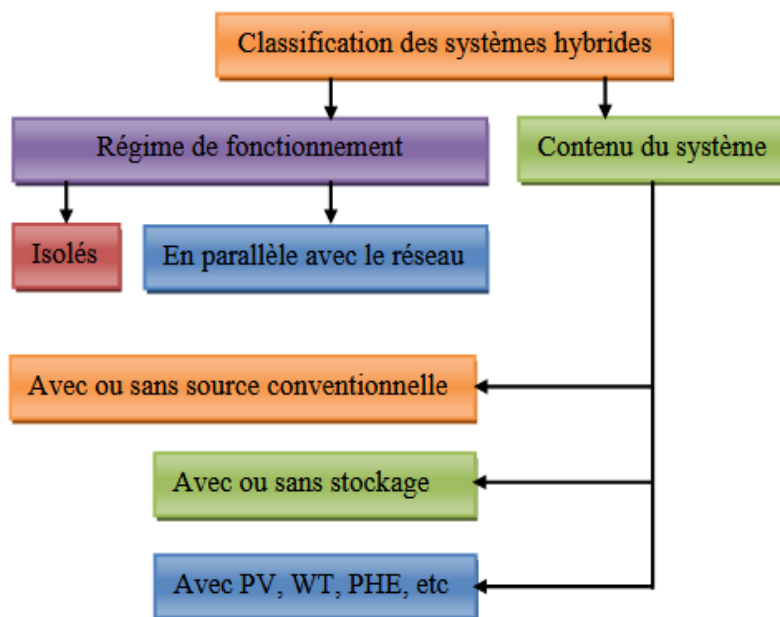 Classification des systèmes hybrides
Régime de fonctionnement
Contenu du système
Isolés
En parallèle avec le réseau
Avec ou sans source conventionnelle
Avec ou sans stockage
Avec PV, WT, PHE, etc